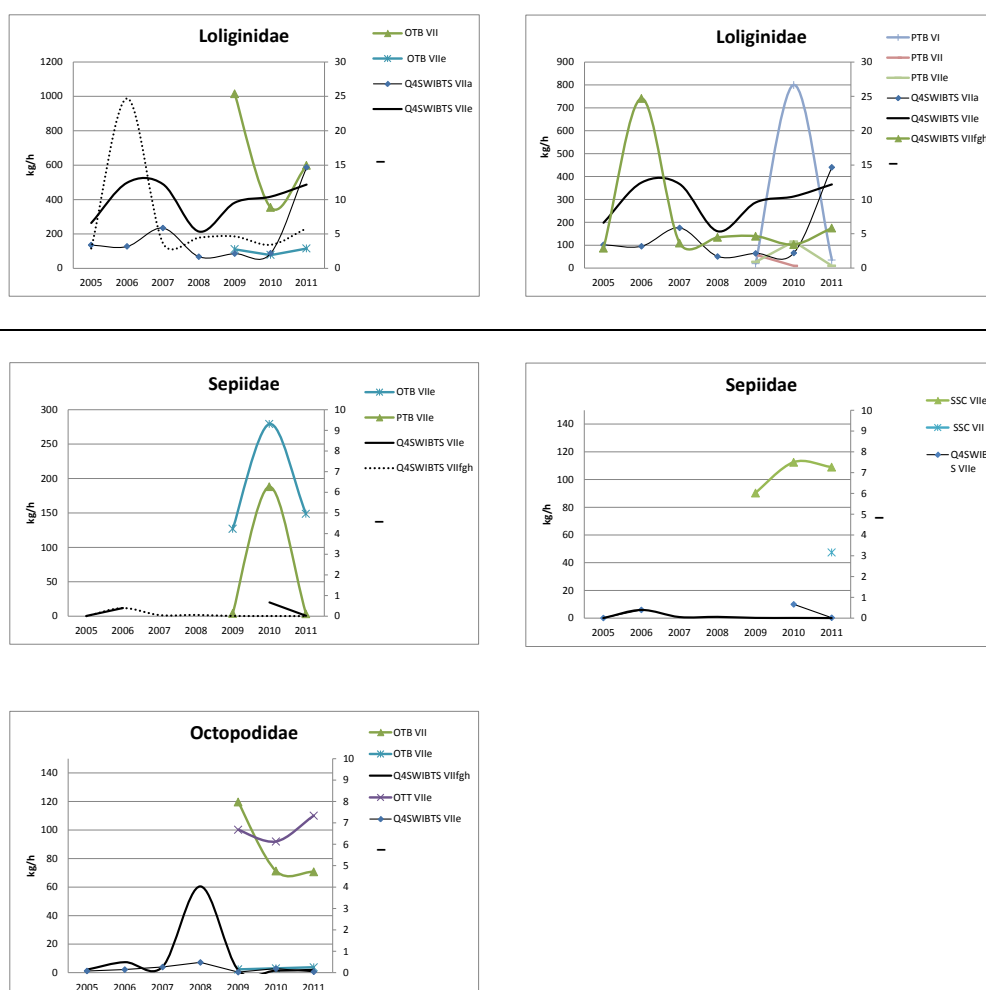 Loliginidae
1200
1000
800
600
400
200
0
kg/h
30
25
20
15
10
5
0
2005 2006 2007 2008 2009 2010 2011
OTB VII
OTB VIIe
Q4SWIBTS VIIa
Q4SWIBTS VIIe
Loliginidae
900
800
700
600
500
400
300
200
100
0
kg/h
30
25
20
15
10
5
0
2005 2006 2007 2008 2009 2010 2011
PTB VI
PTB VII
PTB VIIe
Q4SWIBTS VIIa
Q4SWIBTS VIIe
Q4SWIBTS VIIfgh
Sepiidae
300
250
200
150
100
50
0
kg/h
10
9
8
7
6
5
4
3
2
1
0
2005 2006 2007 2008 2009 2010 2011
OTB VIIe
PTB VIIe
Q4SWIBTS VIIe
Q4SWIBTS VIIfgh
Sepiidae
140
120
100
80
60
40
20
0
kg/h
10
9
8
7
6
5
4
3
2
1
0
2005 2006 2007 2008 2009 2010 2011
SSC VIIe
SSC VII
Q4SWIB
S VIIe
Octopodidae
140
120
100
80
60
40
20
0
kg/h
10
9
8
7
6
5
4
3
2
1
0
2005 2006 2007 2008 2009 2010 2011
OTB VII
OTB VIIe
Q4SWIBTS VIIfgh
OTT VIIe
Q4SWIBTS VIIe